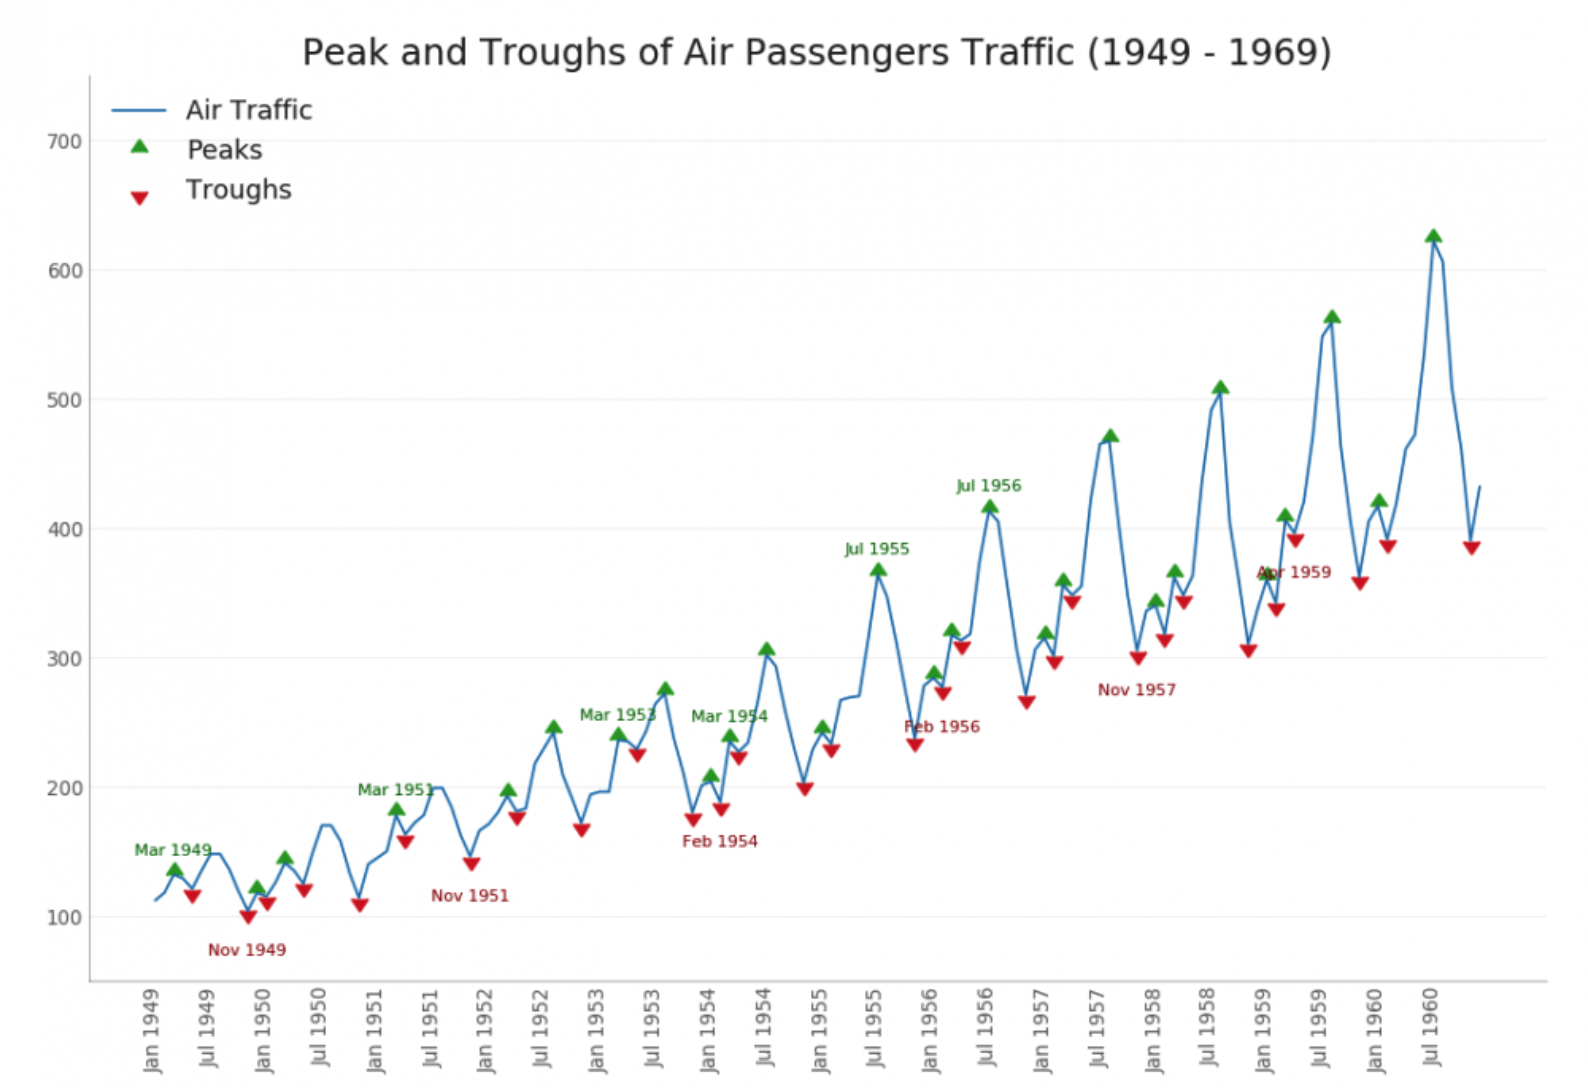 Peak and Troughs of Air Passengers Traffic (1949 - 1969)
Air Traffic
Peaks
Troughs
700
600
500
400
300
200
100
Jul 1956
Jul 1955
Apr 1959
Nov 1957
Feb 1956
Mar 1953
Mar 1954
Mar 1951
Feb 1954
Mar 1949
Nov 1951
Nov 1949
Jan 1949
Jul 1949
Jan 1950
Jul 1950
Jan 1951
Jul 1951
Jan 1952
Jul 1952
Jan 1953
Jul 1953
Jan 1954
Jul 1954
Jan 1955
Jul 1955
Jan 1956
Jul 1956
Jan 1957
Jul 1957
Jan 1958
Jul 1958
Jan 1959
Jul 1959
Jan 1960
Jul 1960